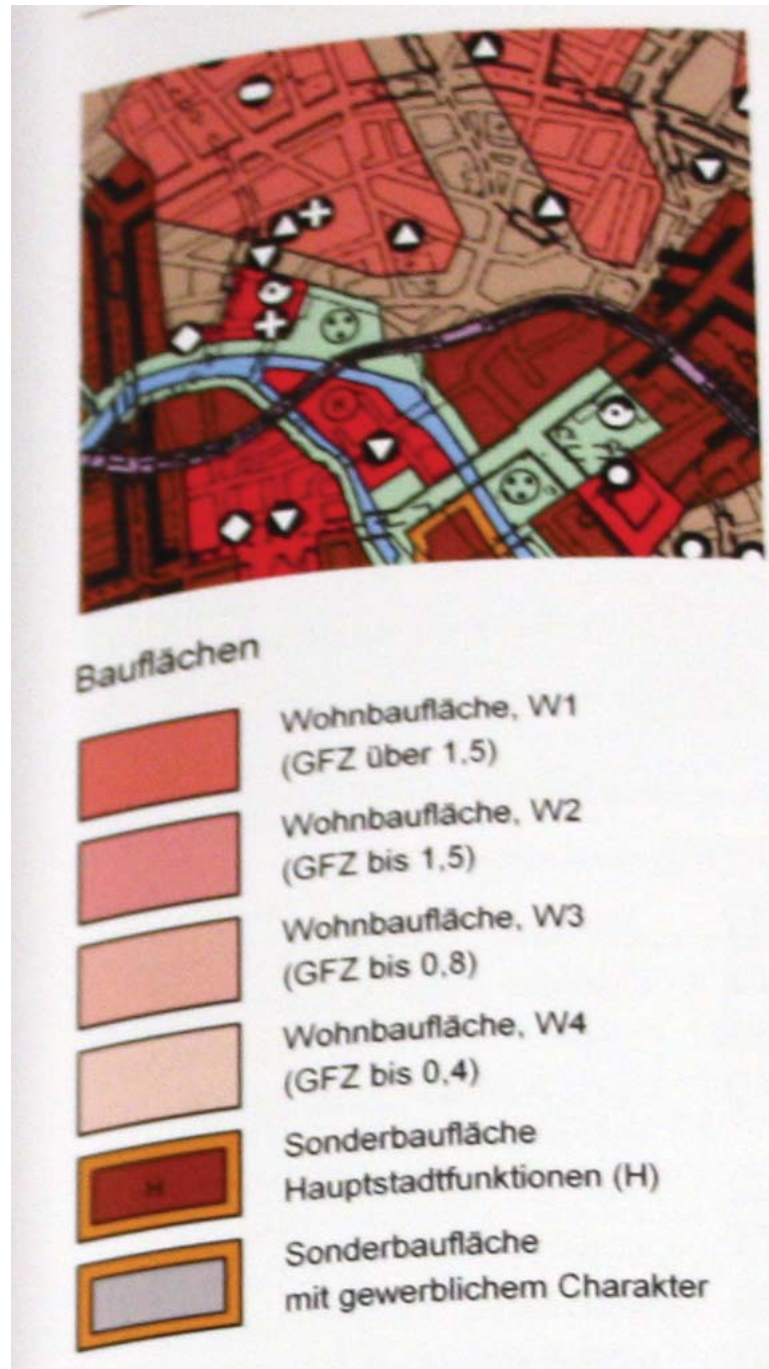 Bauflächen
Wohnbaufläche, W1
(GFZ über 1,5)
Wohnbaufläche, W2
(GFZ bis 1,5)
Wohnbaufläche, W3
(GFZ bis 0,8)
Wohnbaufläche, W4
(GFZ bis 0,4)
H
Sonderbaufläche
Hauptstadtfunktionen (H)
Sonderbaufläche
mit gewerblichem Charakter